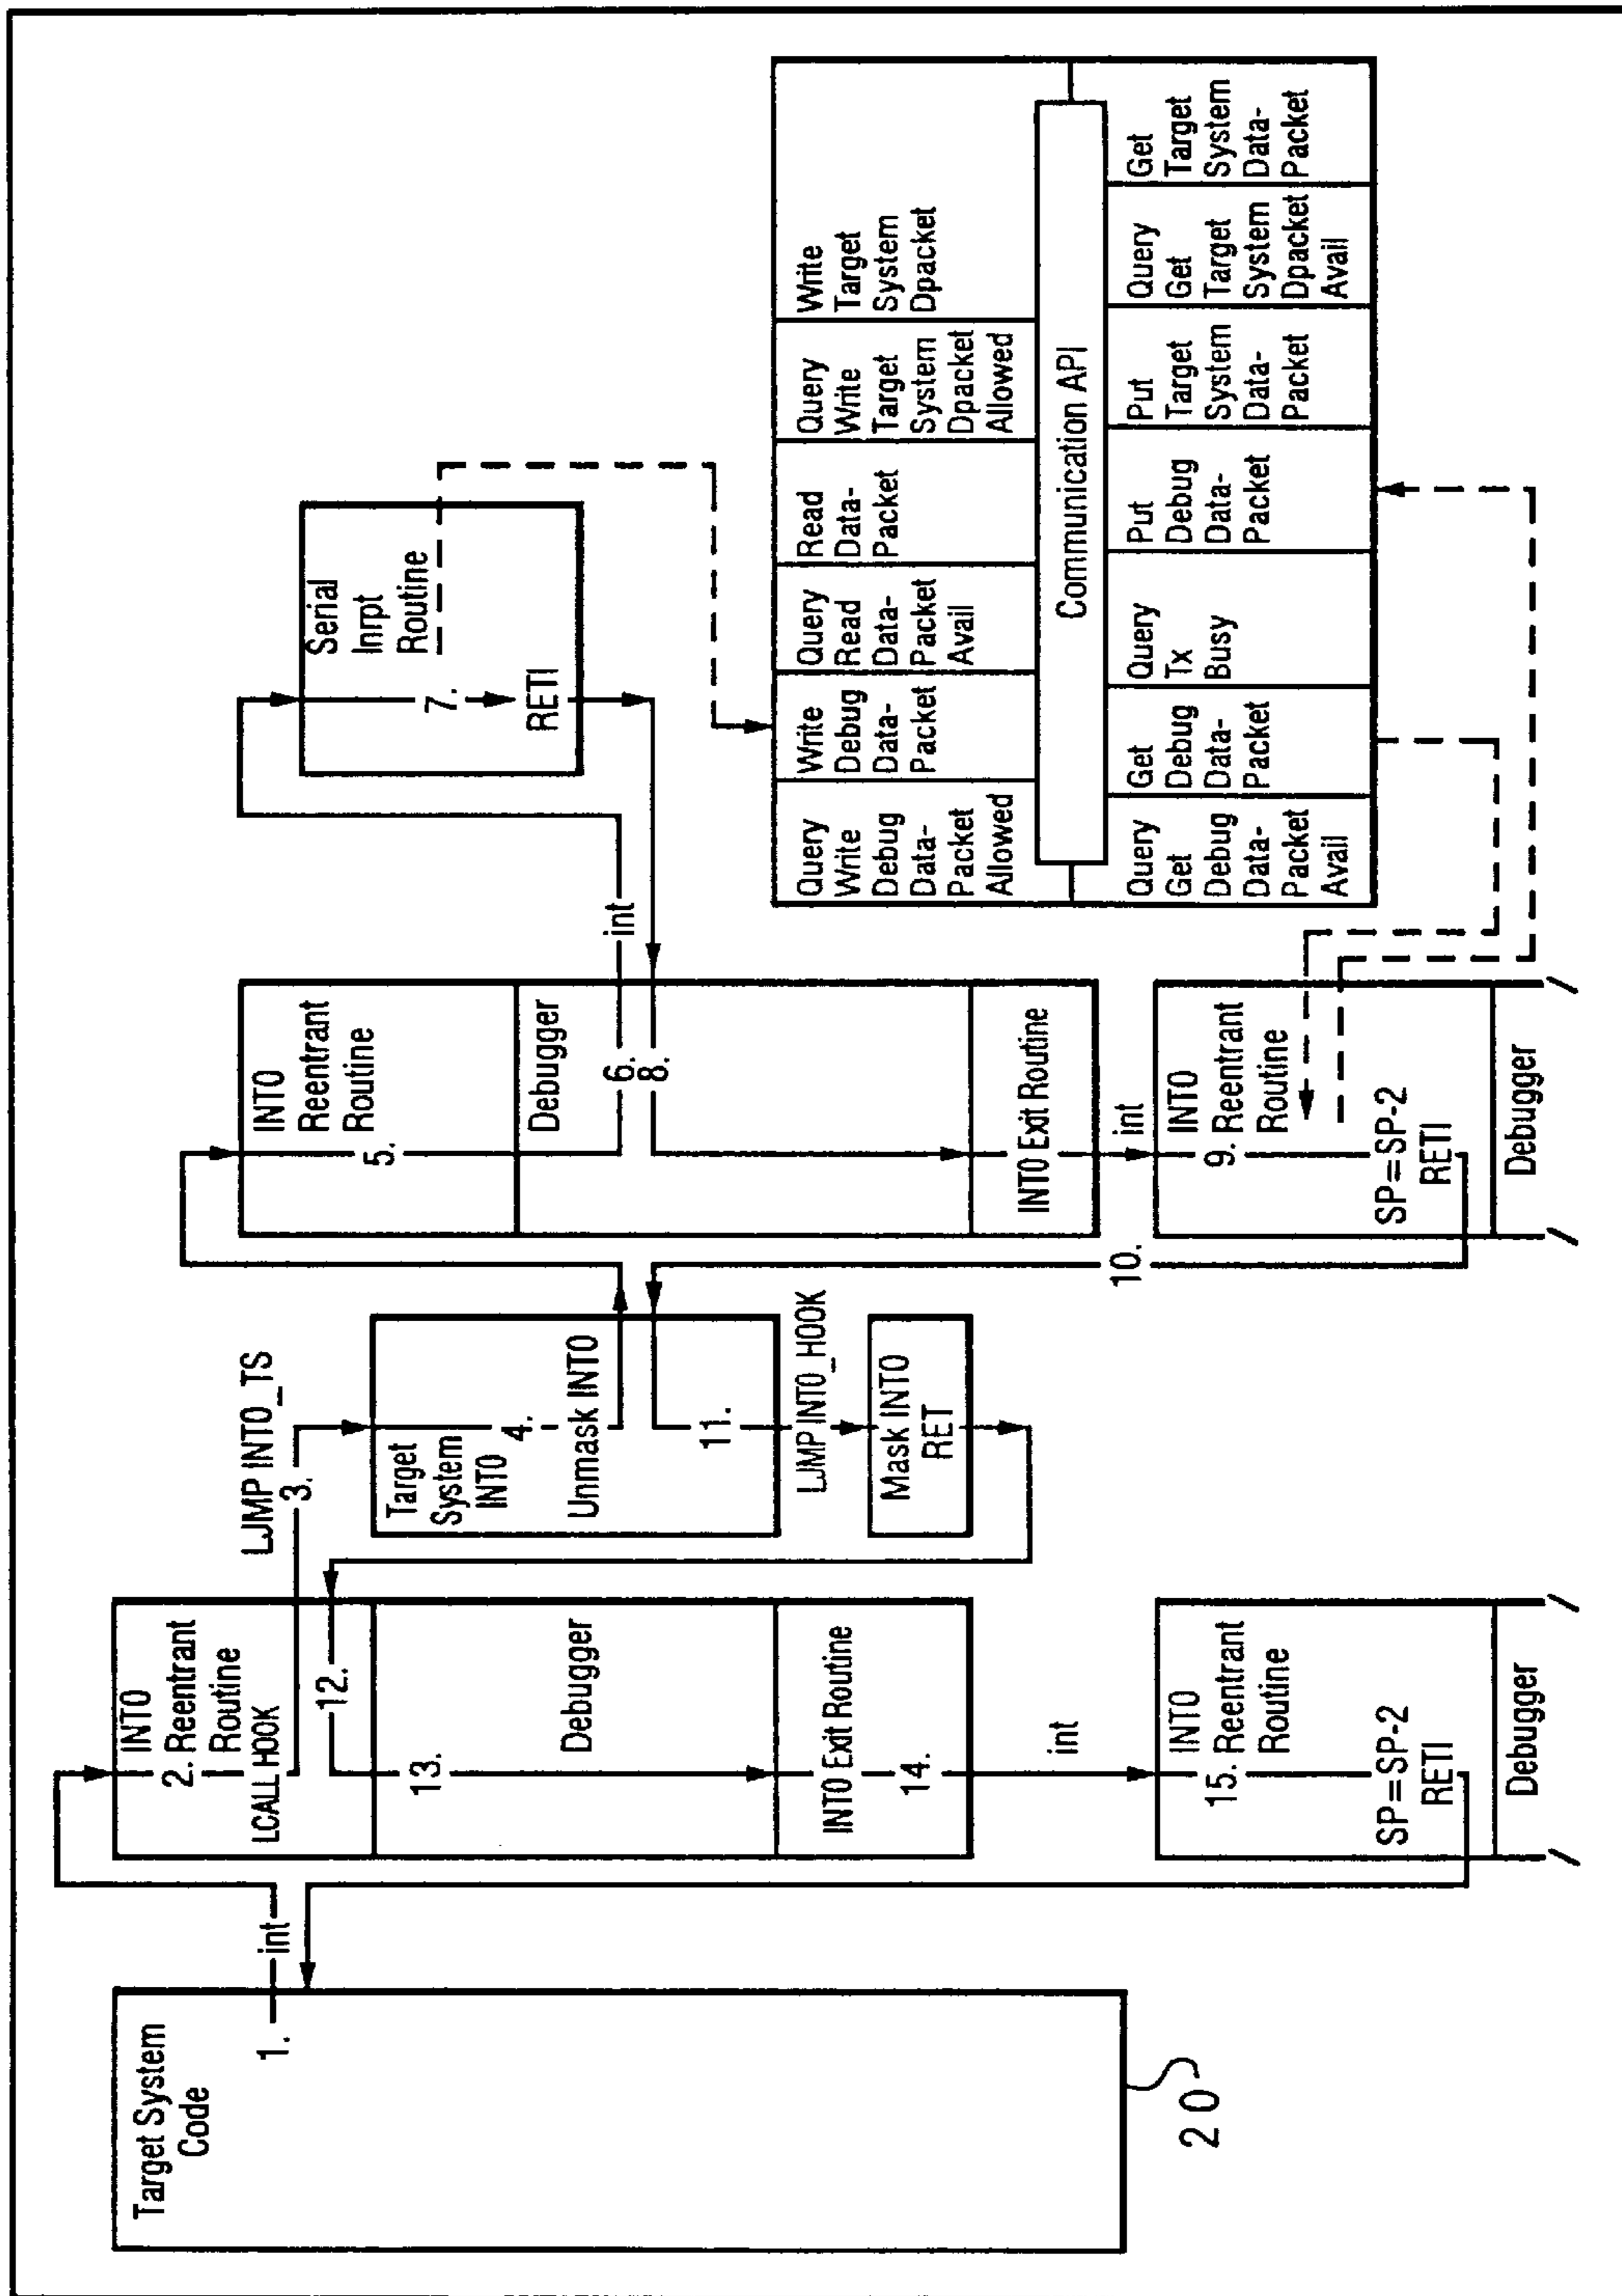 Target System
Code
1.
int
20
INT0
2. Reentrant
Routine
LCALL HOOK
12.
13.
Debugger
INT0 Exit Routine
14.
int
INT0
15. Reentrant
Routine
SP=SP-2
RETI
Debugger
LJMP INT0_TS
3.
Target
System
INT0
4.
Unmask INT0
11.
LJMP INT0_HOOK
Mask INT0
RET
INT0
Reentrant
Routine
5.
Debugger
6.
8.
int
INT0 Exit Routine
int
10.
INT0
9. Reentrant
Routine
SP=SP-2
RETI
Debugger
Serial
Inrpt
Routine
7.
RETI
Query
Write
Debug
Data-
Packet
Allowed
Write
Debug
Data-
Packet
Query
Read
Data-
Packet
Avail
Read
Data-
Packet
Query
Write
Target
System
Dpacket
Allowed
Write
Target
System
Dpacket
Communication API
Query
Get
Debug
Data-
Packet
Avail
Get
Debug
Data-
Packet
Query
Tx
Busy
Put
Debug
Data-
Packet
Put
Target
System
Data-
Packet
Query
Get
Target
System
Dpacket
Avail
Get
Target
System
Data-
Packet